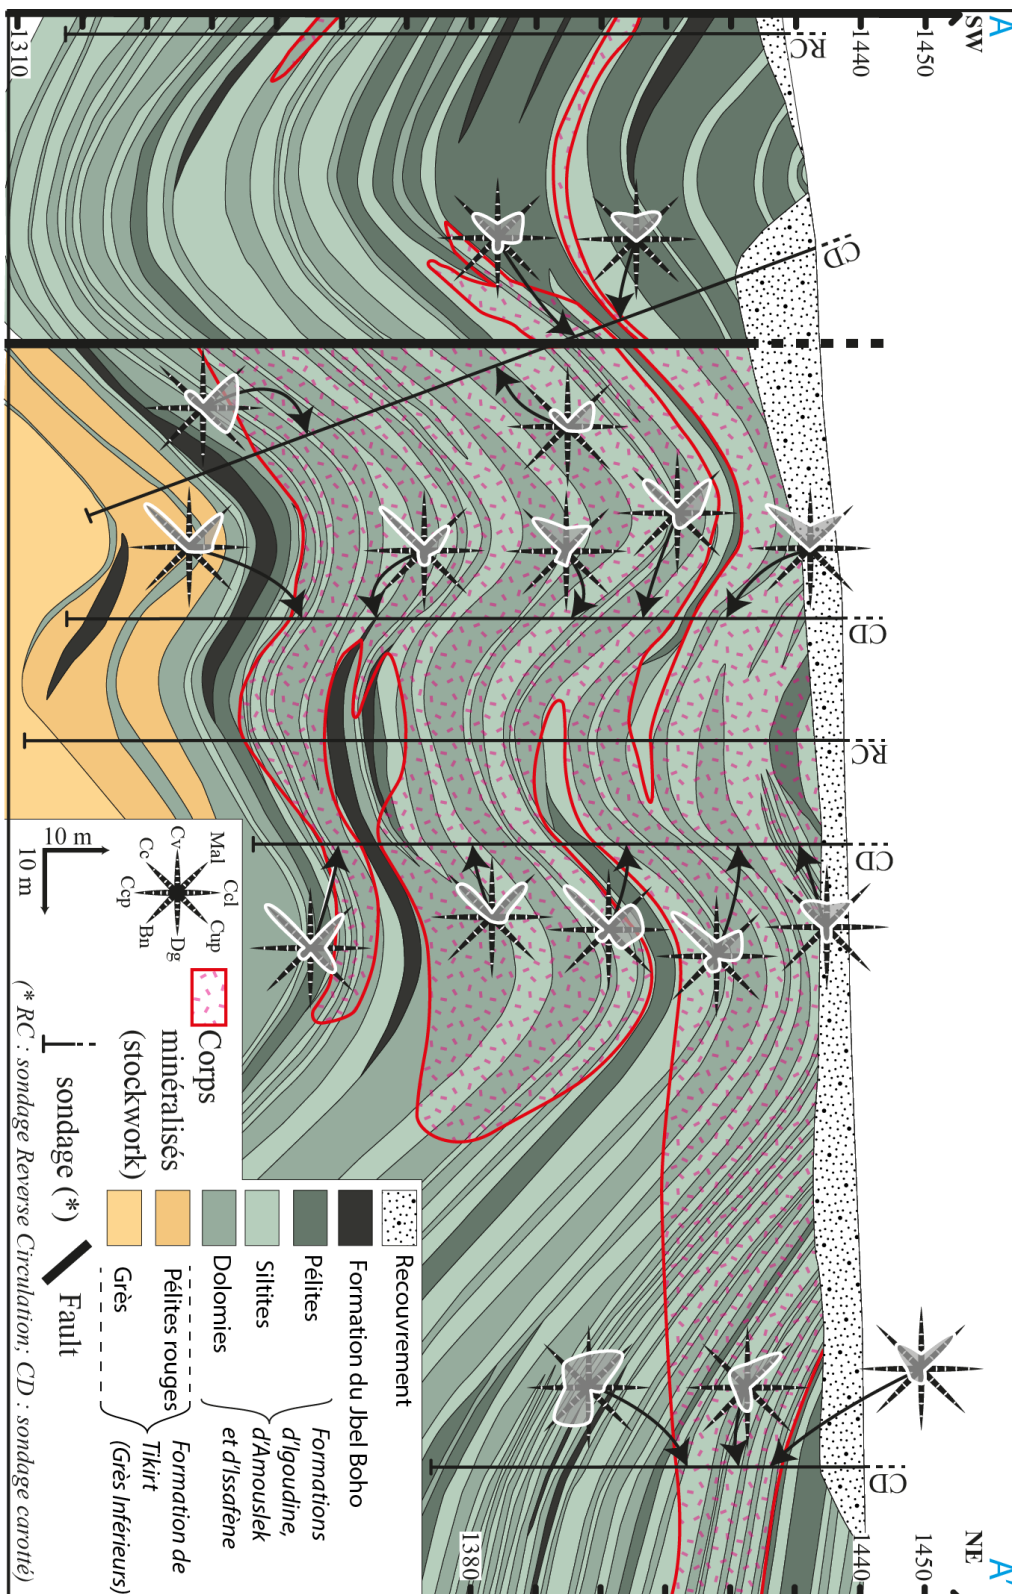 A
SW
1450
1440
1310
RC
CD
CD
RC
CD
CD
A'
NE
1450
1440
1380
10 m
10 m
Mal
Ccl
Cup
Dg
Bn
Ccp
Cc
Cv
Corps
minéralisés
(stockwork)
sondage (*)
Fault
(* RC : sondage Reverse Circulation, CD : sondage carotté)
Recouvrement
Formation du Jbel Boho
Pélites
Siltites
Dolomies
Formations
d'Igoudine,
d'Amouslek
et d'Issafène
Pélites rouges
Grès
Formation de
Tikirt
(Grès Inférieurs)